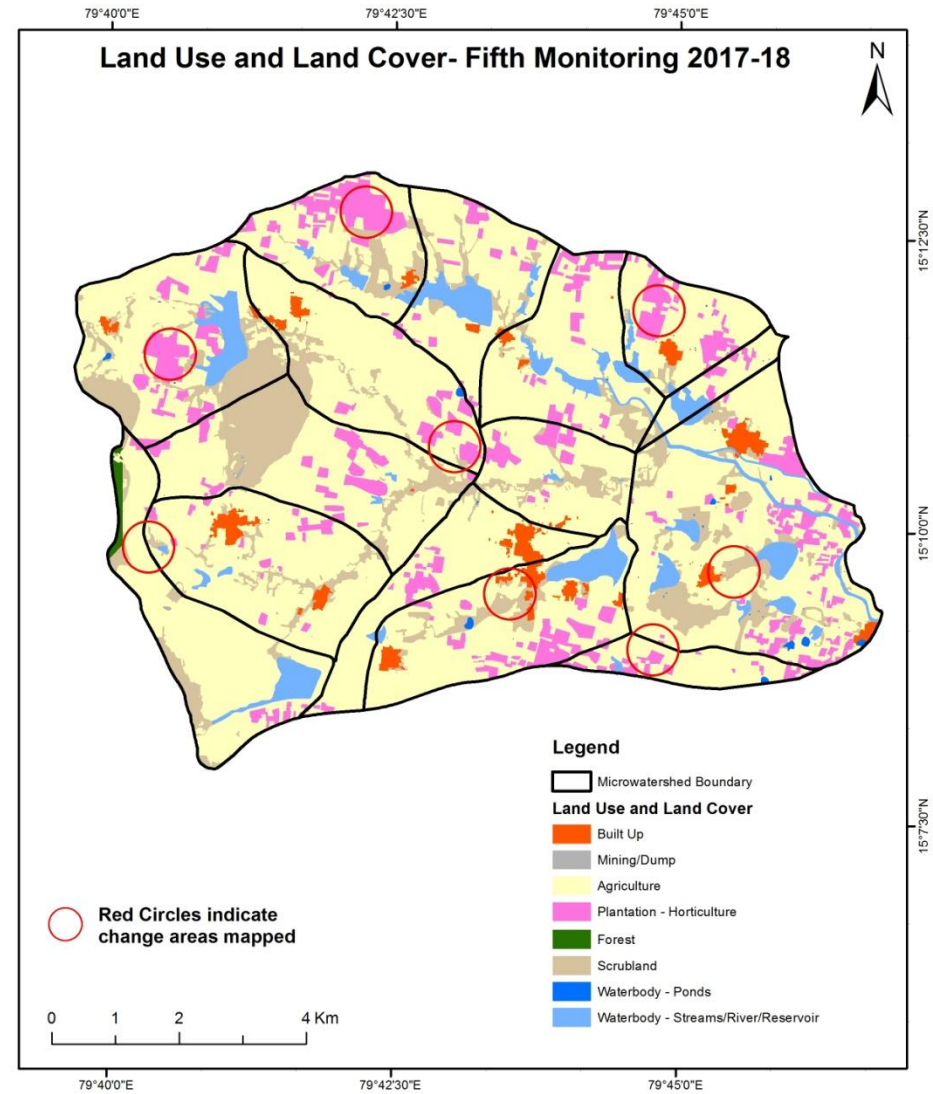 79°40'0"E
79°42'30"E
79°45'0"E
Land Use and Land Cover- Fifth Monitoring 2017-18
N
15°12'30"N
15°10'0"N
15°7'30"N
Legend
Microwatershed Boundary
Land Use and Land Cover
Built Up
Mining/Dump
Agriculture
Plantation - Horticulture
Forest
Scrubland
Waterbody - Ponds
Waterbody - Streams/River/Reservoir
Red Circles indicate
change areas mapped
0 1 2 4 Km
79°40'0"E
79°42'30"E
79°45'0"E